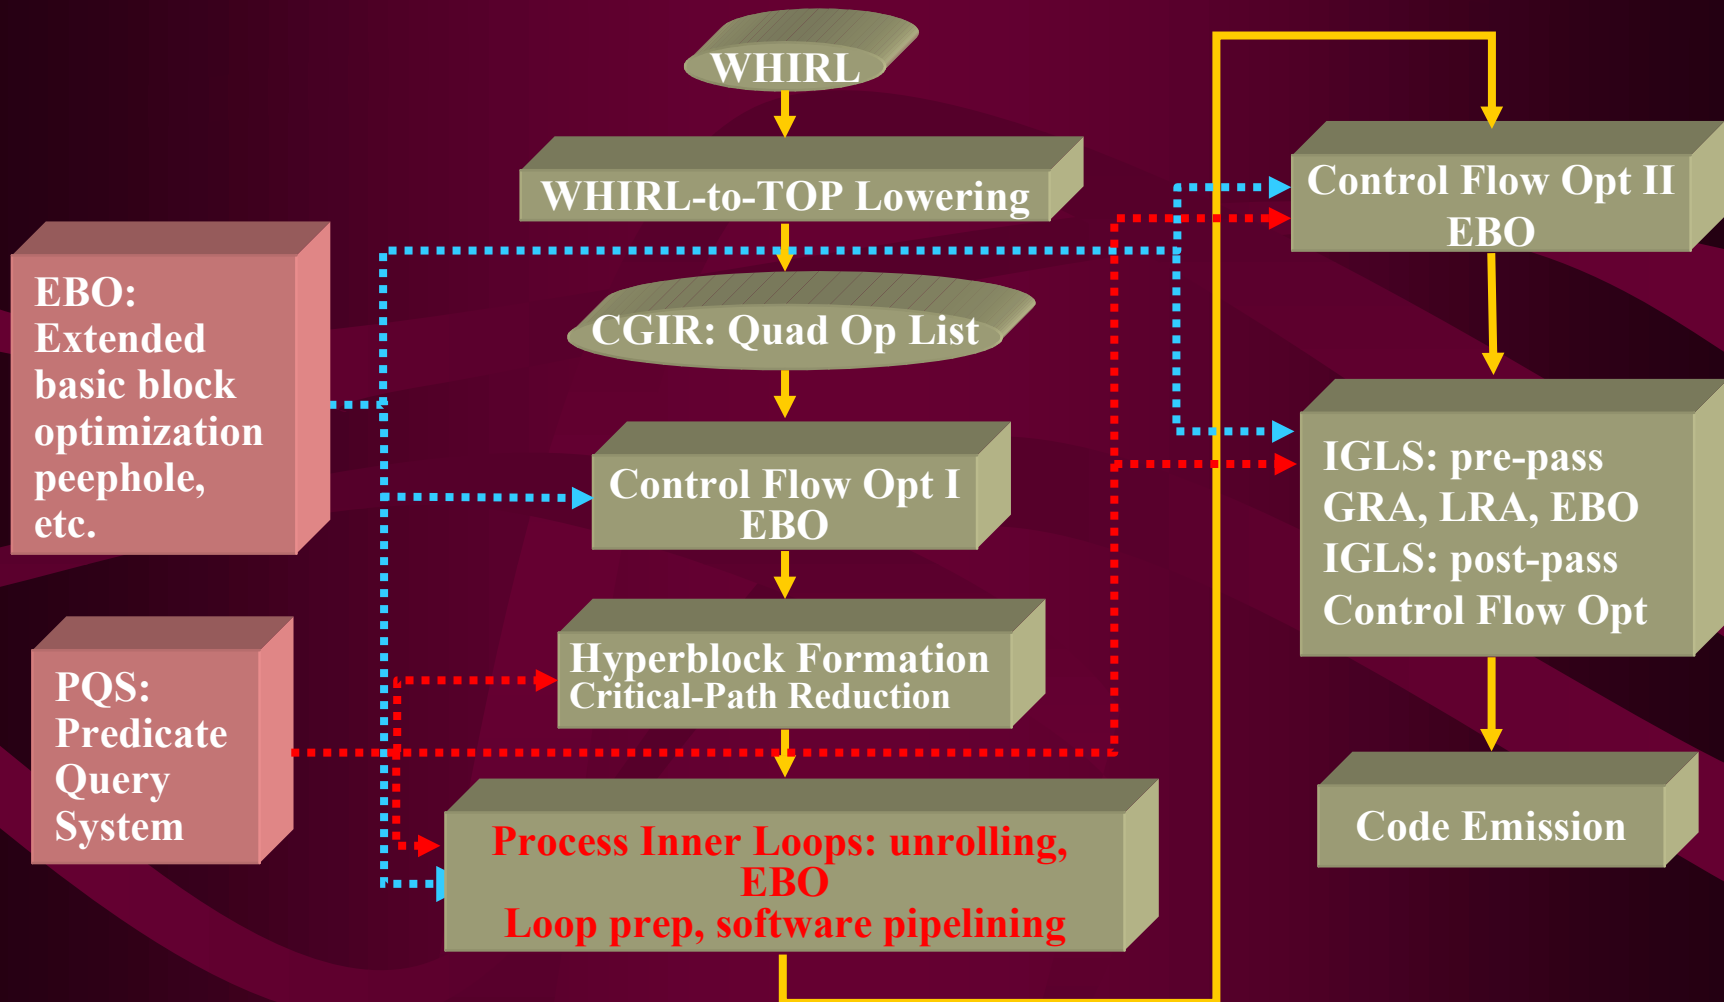 WHIRL
WHIRL-to-TOP Lowering
CGIR: Quad Op List
Control Flow Opt I
EBO
Hyperblock Formation
Critical-Path Reduction
Process Inner Loops: unrolling,
EBO
Loop prep, software pipelining
EBO:
Extended
basic block
optimization
peephole,
etc.
PQS:
Predicate
Query
System
Control Flow Opt II
EBO
IGLS: pre-pass
GRA, LRA, EBO
IGLS: post-pass
Control Flow Opt
Code Emission